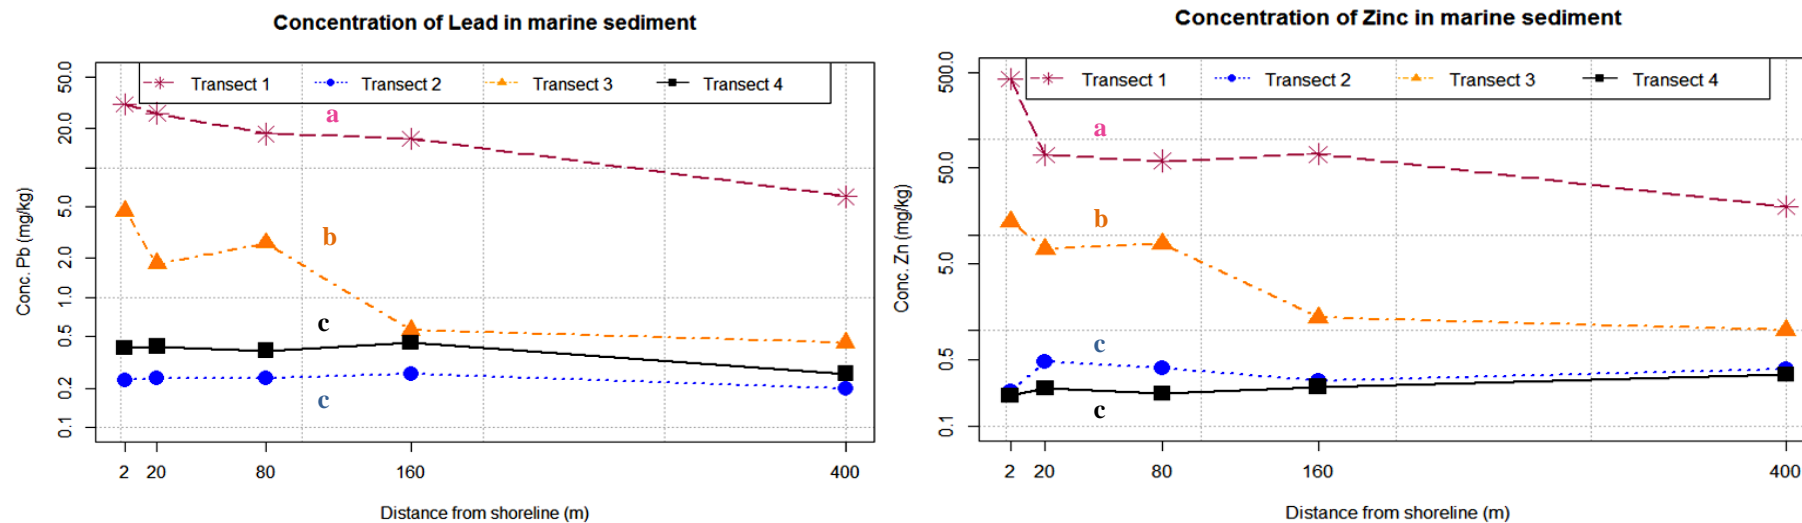 Concentration of Lead in marine sediment
Transect 1 Transect 2 Transect 3 Transect 4
Conc. Pb (mg/kg)
50.0
20.0
5.0
2.0
1.0
0.5
0.2
0.1
a
b
c
c
2 20 80 160 400
Distance from shoreline (m)
Concentration of Zinc in marine sediment
Transect 1 Transect 2 Transect 3 Transect 4
Conc. Zn (mg/kg)
500.0
50.0
5.0
0.5
0.1
a
b
c
c
2 20 80 160 400
Distance from shoreline (m)